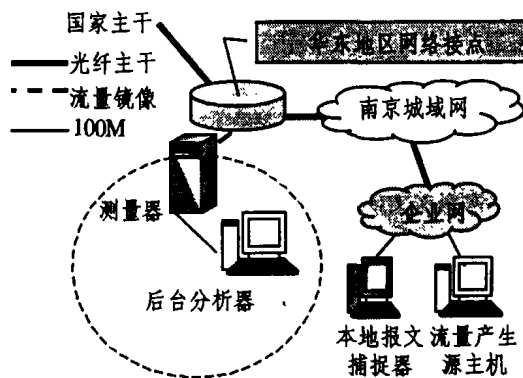 国家主干
华东地区网络接点
光纤主干
流量镜像
100M
南京城域网
测量器
企业网
后台分析器
本地报文
捕捉器
流量产生
源主机